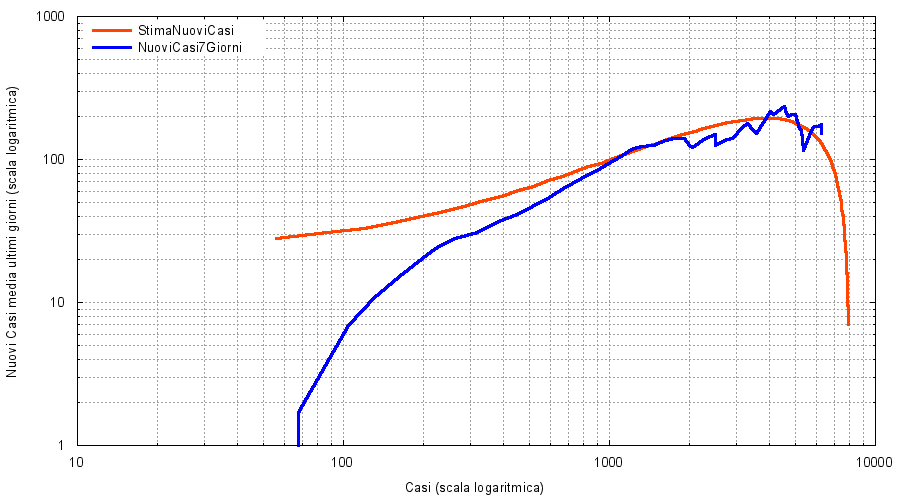 1000
StimaNuoviCasi
NuoviCasi7Giorni
100
10
1
Nuovi Casi media ultimi giorni (scala logaritmica)
10 100 1000 10000
Casi (scala logaritmica)